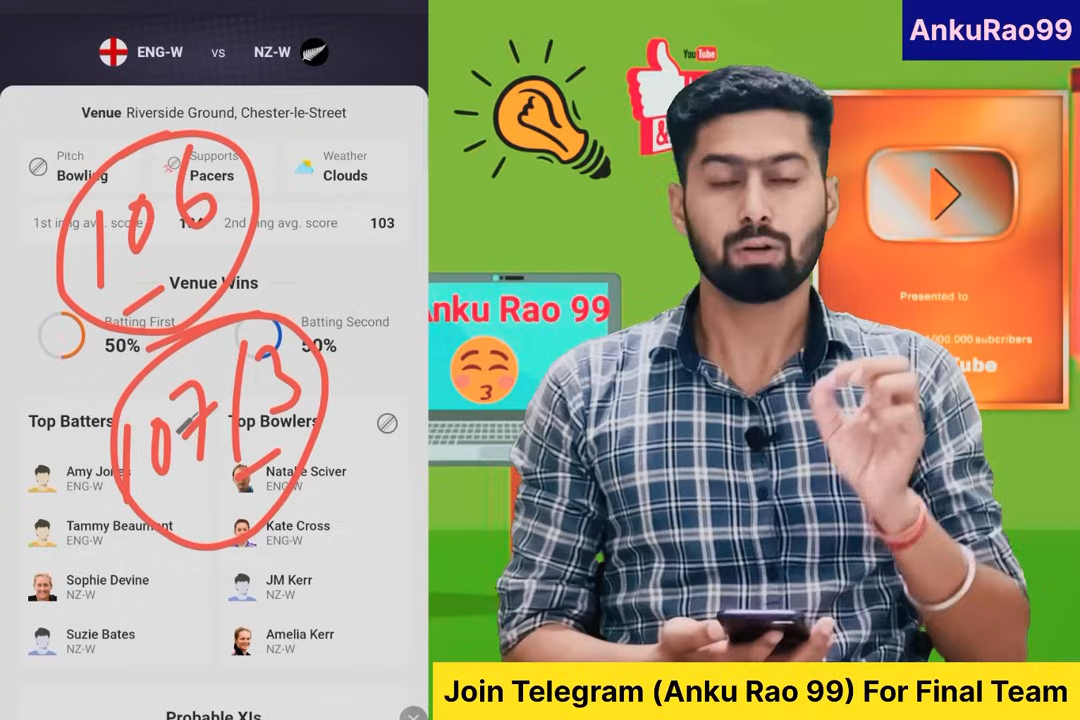 ENG-W vs NZ-W
Venue Riverside Ground, Chester-le-Street
Pitch
Bowling
Supports
Pacers
Weather
Clouds
1st inng avg. score
2nd inng avg. score 103
106
Venue Wins
Batting First
50%
Batting Second
50%
107/3
Top Batters
Amy Jones
ENG-W
Tammy Beaumont
ENG-W
Sophie Devine
NZ-W
Suzie Bates
NZ-W
Top Bowlers
Natalie Sciver
ENG-W
Kate Cross
ENG-W
JM Kerr
NZ-W
Amelia Kerr
NZ-W
Probable XIs
AnkuRao99
YouTube
&
Anku Rao 99
Presented to
Join Telegram (Anku Rao 99) For Final Team